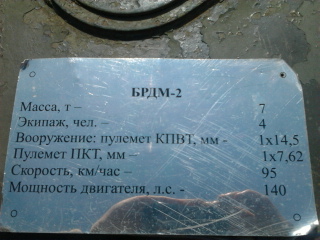 БРДМ-2
Масса, т – 7
Экипаж, чел. – 4
Вооружение: пулемет КПВТ, мм - 1х14,5
Пулемет ПКТ, мм – 1х7,62
Скорость, км/час – 95
Мощность двигателя, л.с. - 140